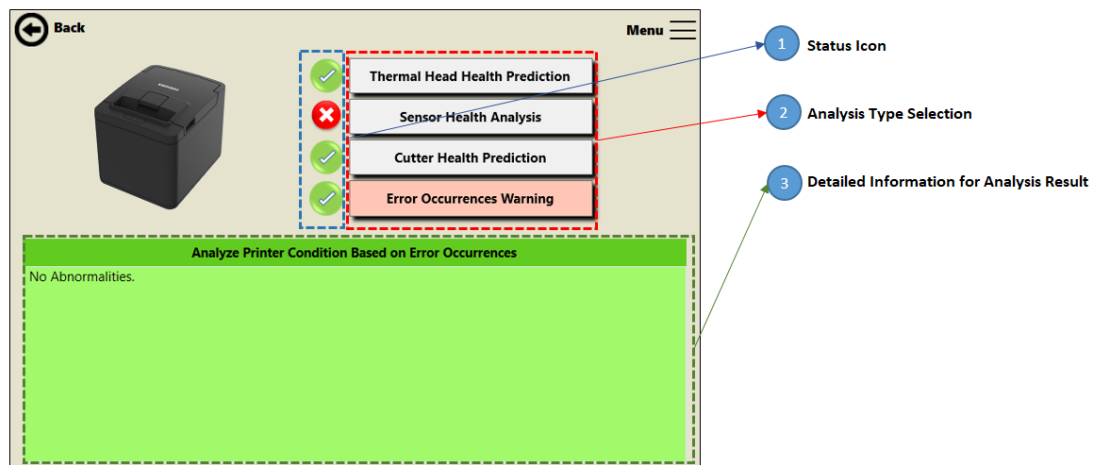 Back
Menu
Thermal Head Health Prediction
Sensor Health Analysis
Cutter Health Prediction
Error Occurrences Warning
Analyze Printer Condition Based on Error Occurrences
No Abnormalities.
1 Status Icon
2 Analysis Type Selection
3 Detailed Information for Analysis Result